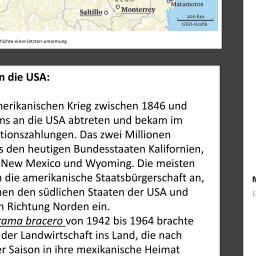 Matamoros
Saltillo Monterrey
200 km
GEO-Grafik
hichte-einer-letzten-umarmung
n die USA:
nerikanischen Krieg zwischen 1846 und
ms an die USA abtreten und bekam im
tionszahlungen. Das zwei Millionen
s den heutigen Bundesstaaten Kalifornien,
New Mexico und Wyoming. Die meisten
n die amerikanische Staatsbürgerschaft an,
nen den südlichen Staaten der USA und
n Richtung Norden ein.
rama bracero von 1942 bis 1964 brachte
der Landwirtschaft ins Land, die nach
er Saison in ihre mexikanische Heimat